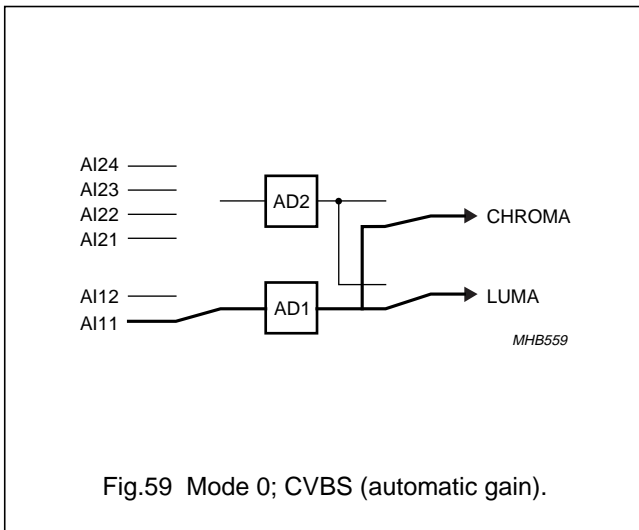 AI24
AI23
AI22
AI21
AD2
CHROMA
AI12
AI11
AD1
LUMA
MHB559
Fig.59 Mode 0; CVBS (automatic gain).